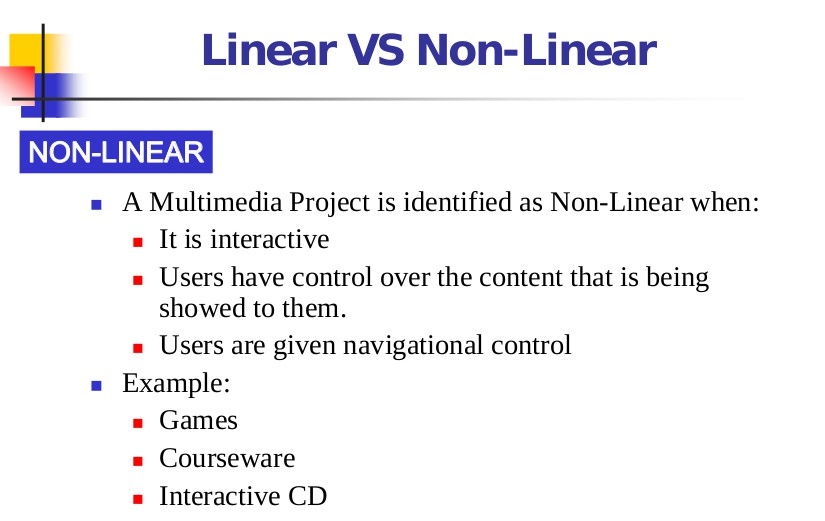 Linear VS Non-Linear
NON-LINEAR
A Multimedia Project is identified as Non-Linear when:
It is interactive
Users have control over the content that is being
showed to them.
Users are given navigational control
Example:
Games
Courseware
Interactive CD